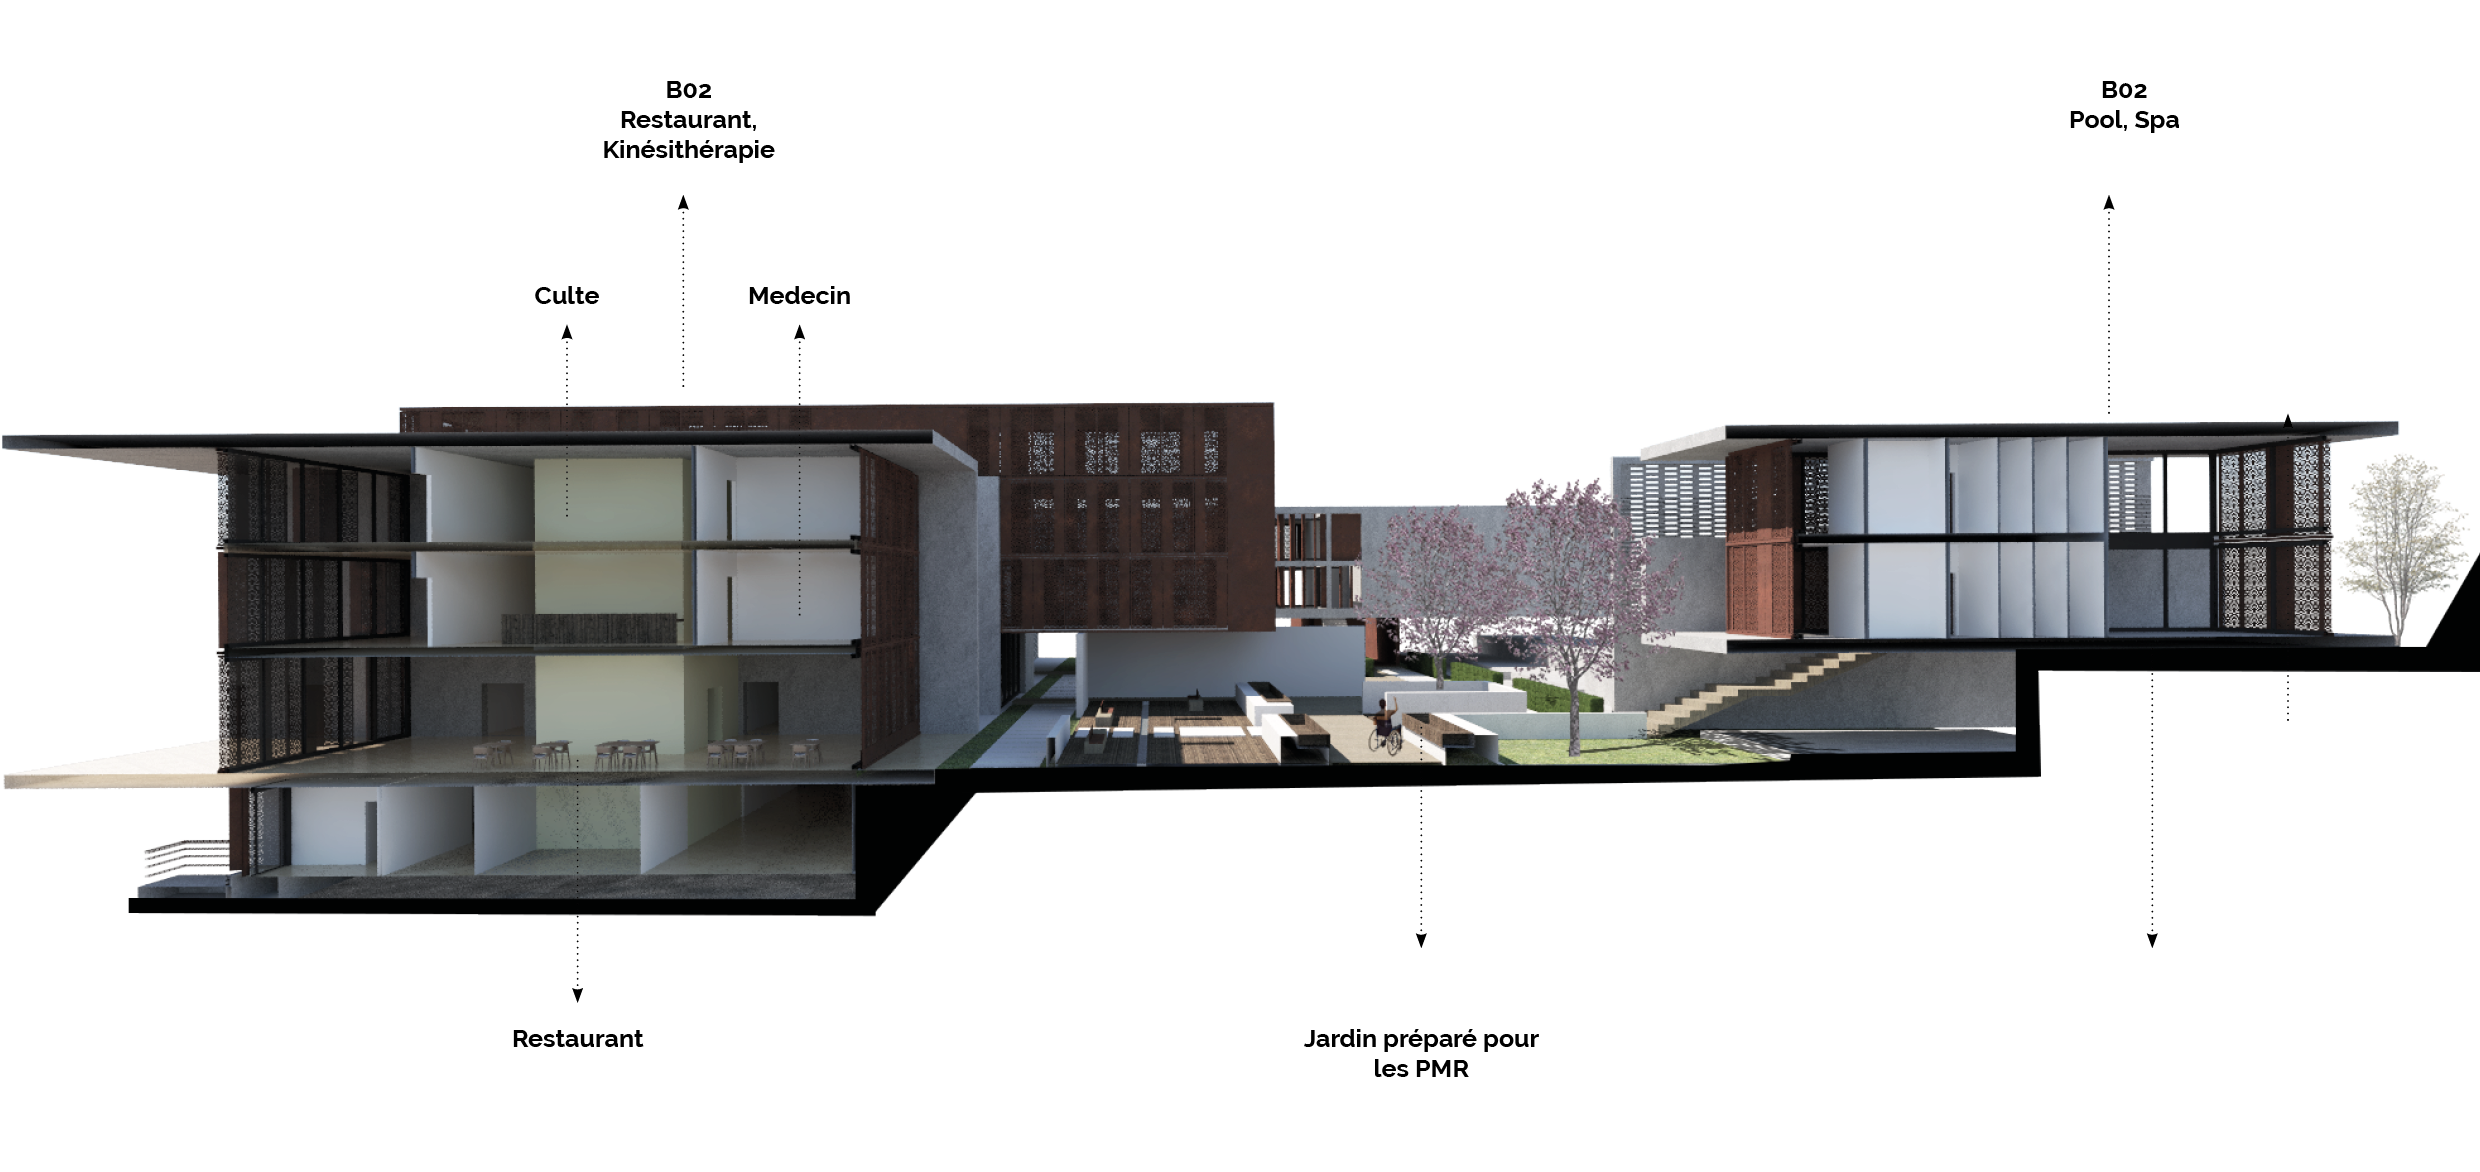 B02
Restaurant,
Kinésithérapie
B02
Pool, Spa
Culte
Medecin
Restaurant
Jardin préparé pour
les PMR